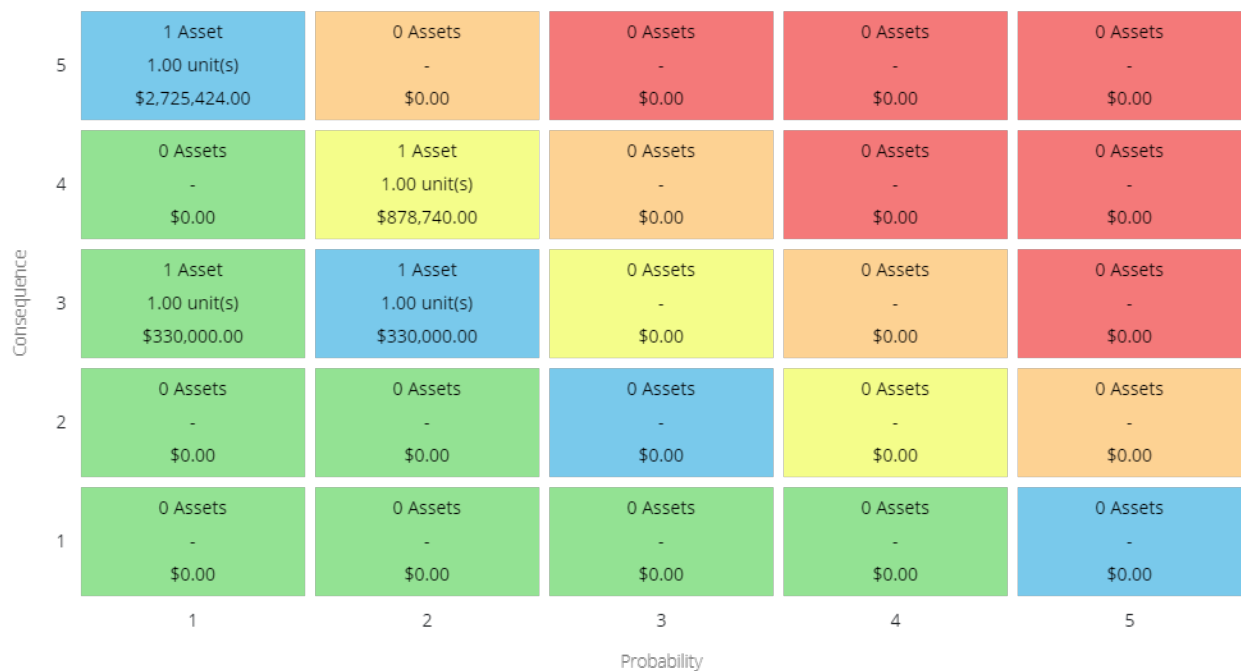 1 Asset 0 Assets 0 Assets 0 Assets 0 Assets
5 1.00 unit(s) - - - -
$2,725,424.00 $0.00 $0.00 $0.00 $0.00
0 Assets 1 Asset 0 Assets 0 Assets 0 Assets
4 - 1.00 unit(s) - - -
$0.00 $878,740.00 $0.00 $0.00 $0.00
Consequence
1 Asset 1 Asset 0 Assets 0 Assets 0 Assets
3 1.00 unit(s) 1.00 unit(s) - - -
$330,000.00 $330,000.00 $0.00 $0.00 $0.00
0 Assets 0 Assets 0 Assets 0 Assets 0 Assets
2 - - - - -
$0.00 $0.00 $0.00 $0.00 $0.00
0 Assets 0 Assets 0 Assets 0 Assets 0 Assets
1 - - - - -
$0.00 $0.00 $0.00 $0.00 $0.00
1 2 3 4 5
Probability